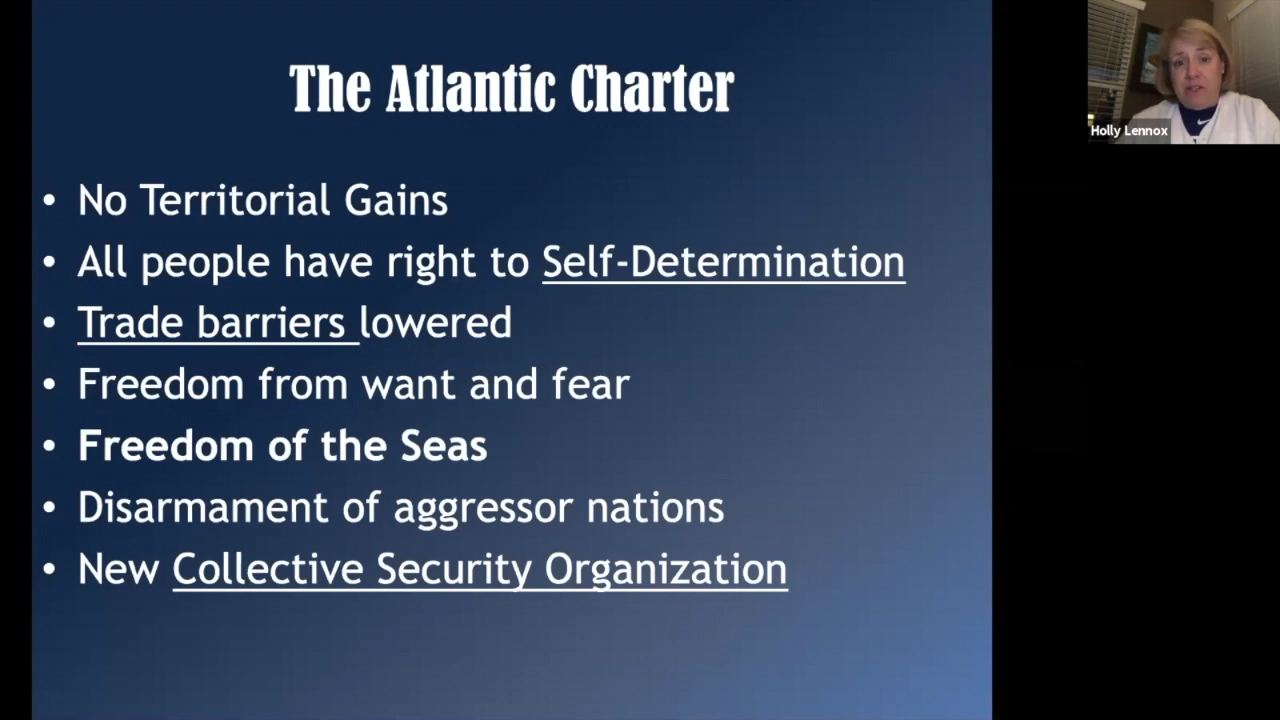 The Atlantic Charter
• No Territorial Gains
• All people have right to Self-Determination
• Trade barriers lowered
• Freedom from want and fear
• Freedom of the Seas
• Disarmament of aggressor nations
• New Collective Security Organization
Holly Lennox